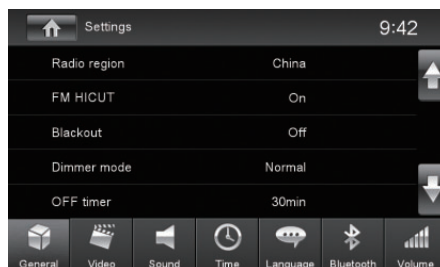 Settings 9:42
Radio region China
FM HICUT On
Blackout Off
Dimmer mode Normal
OFF timer 30min
General Video Sound Time Language Bluetooth Volume